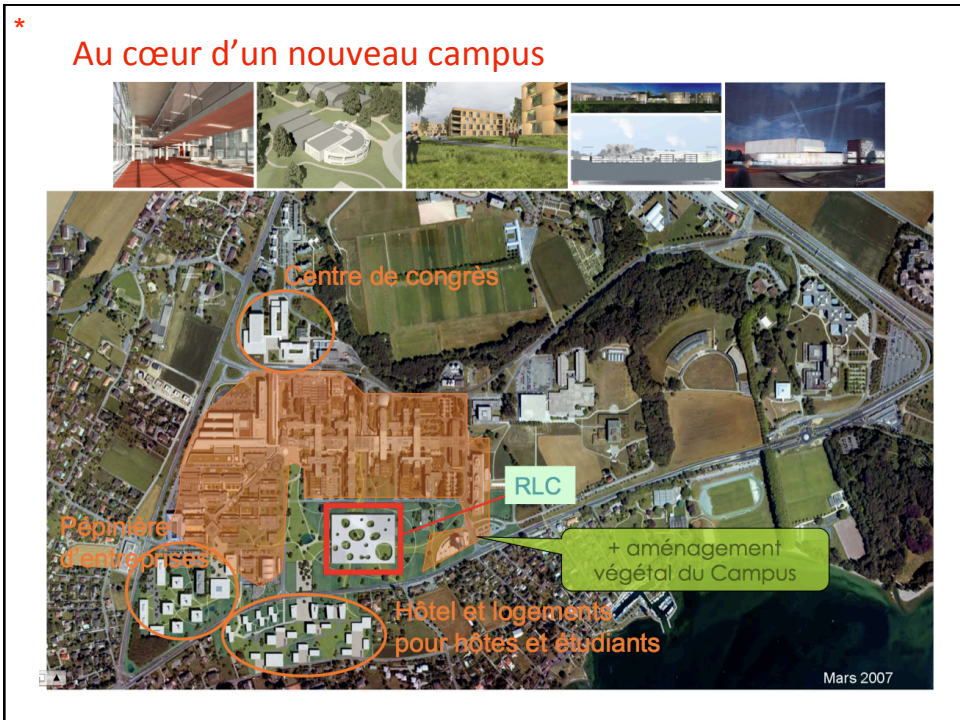 *
Au cœur d'un nouveau campus
Centre de congrès
RLC
Pépinière
d'entreprises
+ aménagement
végétal du Campus
Hôtel et logements
pour hôtes et étudiants
Mars 2007